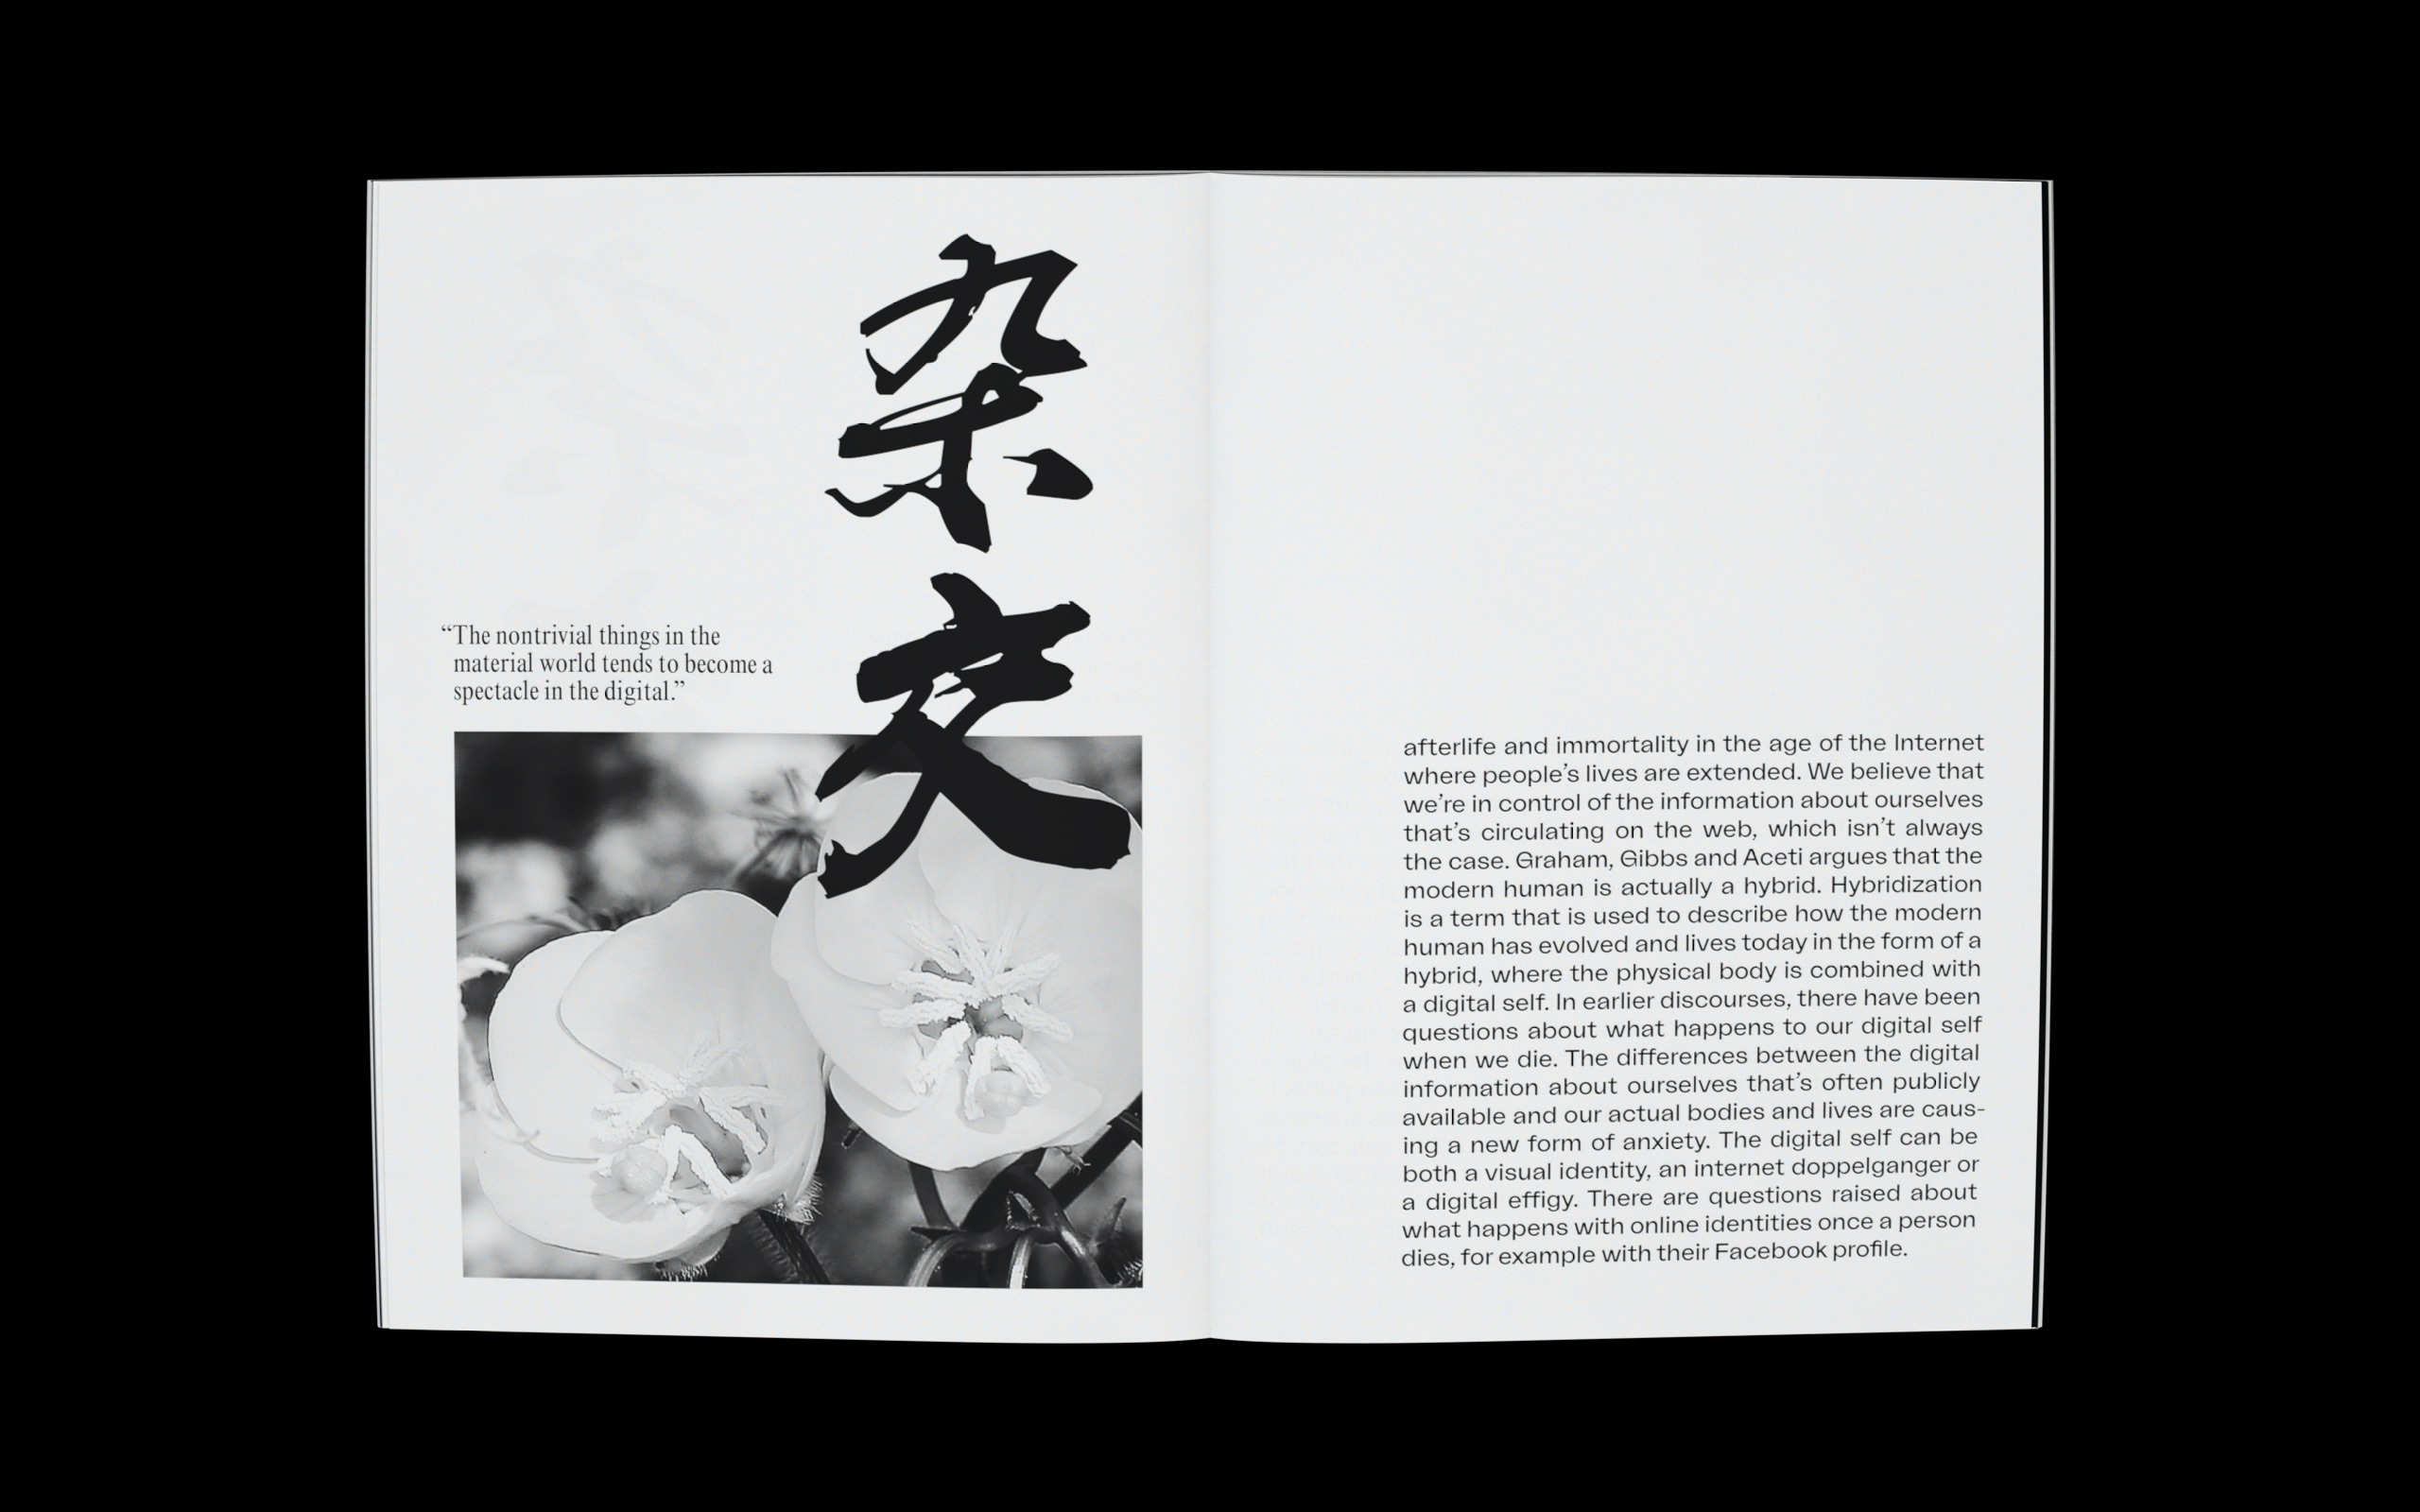 杂
交
“The nontrivial things in the
material world tends to become a
spectacle in the digital.”
afterlife and immortality in the age of the Internet
where people’s lives are extended. We believe that
we’re in control of the information about ourselves
that’s circulating on the web, which isn’t always
the case. Graham, Gibbs and Aceti argues that the
modern human is actually a hybrid. Hybridization
is a term that is used to describe how the modern
human has evolved and lives today in the form of a
hybrid, where the physical body is combined with
a digital self. In earlier discourses, there have been
questions about what happens to our digital self
when we die. The differences between the digital
information about ourselves that’s often publicly
available and our actual bodies and lives are caus-
ing a new form of anxiety. The digital self can be
both a visual identity, an internet doppelganger or
a digital effigy. There are questions raised about
what happens with online identities once a person
dies, for example with their Facebook profile.